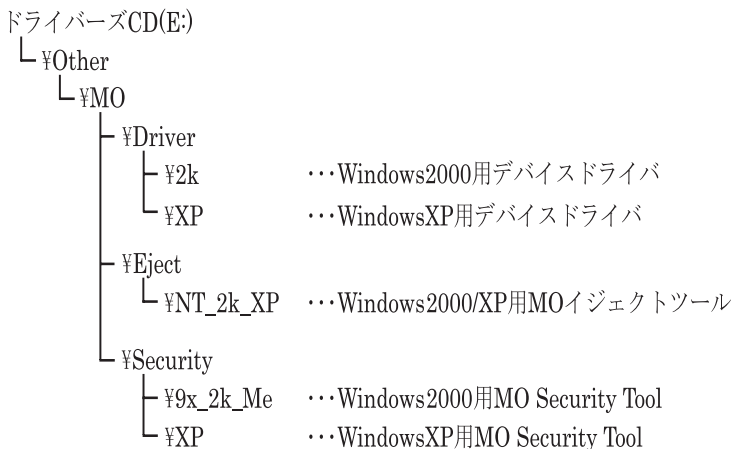 ドライバーズCD(E:)
¥Other
¥MO
¥Driver
¥2k ···Windows2000用デバイスドライバ
¥XP ···WindowsXP用デバイスドライバ
¥Eject
¥NT_2k_XP ···Windows2000/XP用MOイジェクトツール
¥Security
¥9x_2k_Me ···Windows2000用MO Security Tool
¥XP ···WindowsXP用MO Security Tool